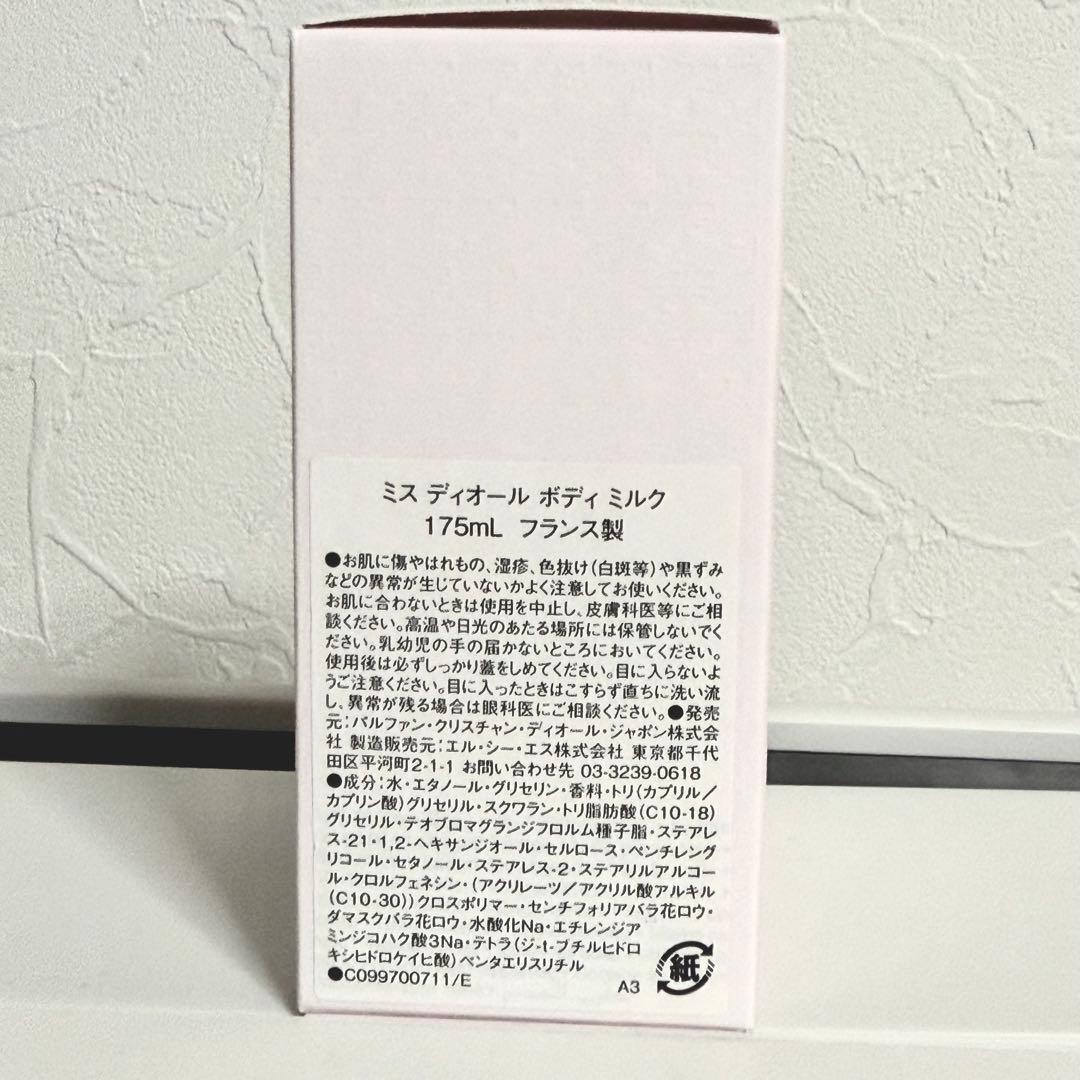 ミス ディオール ボディ ミルク
175mL フランス製
●お肌に傷やはれもの、湿疹、色抜け(白斑等)や黒ずみ
などの異常が生じていないかよく注意してお使いください。
お肌に合わないときは使用を中止し、皮膚科医等にご相
談ください。高温や日光のあたる場所には保管しないでく
ださい。乳幼児の手の届かないところにおいてください。
使用後は必ずしっかり蓋をしめてください。目に入らないよ
うご注意ください。目に入ったときはこすらず直ちに洗い流
し、異常が残る場合は眼科医にご相談ください。●発売
元:パルファン・クリスチャン・ディオール・ジャポン株式会
社 製造販売元:エル・シー・エス株式会社 東京都千代
田区平河町2-1-1 お問い合わせ先 03-3239-0618
●成分:水・エタノール・グリセリン・香料・トリ(カプリル/
カプリン酸)グリセリル・スクワラン・トリ脂肪酸(C10-18)
グリセリル・テオブロマグランジフロルム種子脂・ステアレ
ス-21・1,2-ヘキサンジオール・セルロース・ペンチレング
リコール・セタノール・ステアレス-2・ステアリルアルコー
ル・クロルフェネシン・(アクリレーツ/アクリル酸アルキル
(C10-30))クロスポリマー・センチフォリアバラ花ロウ・
ダマスクバラ花ロウ・水酸化Na・エチレンジア
ミンジコハク酸3Na・テトラ(ジ-t-ブチルヒドロ
キシヒドロケイヒ酸)ペンタエリスリチル
●C099700711/E
A3
紙